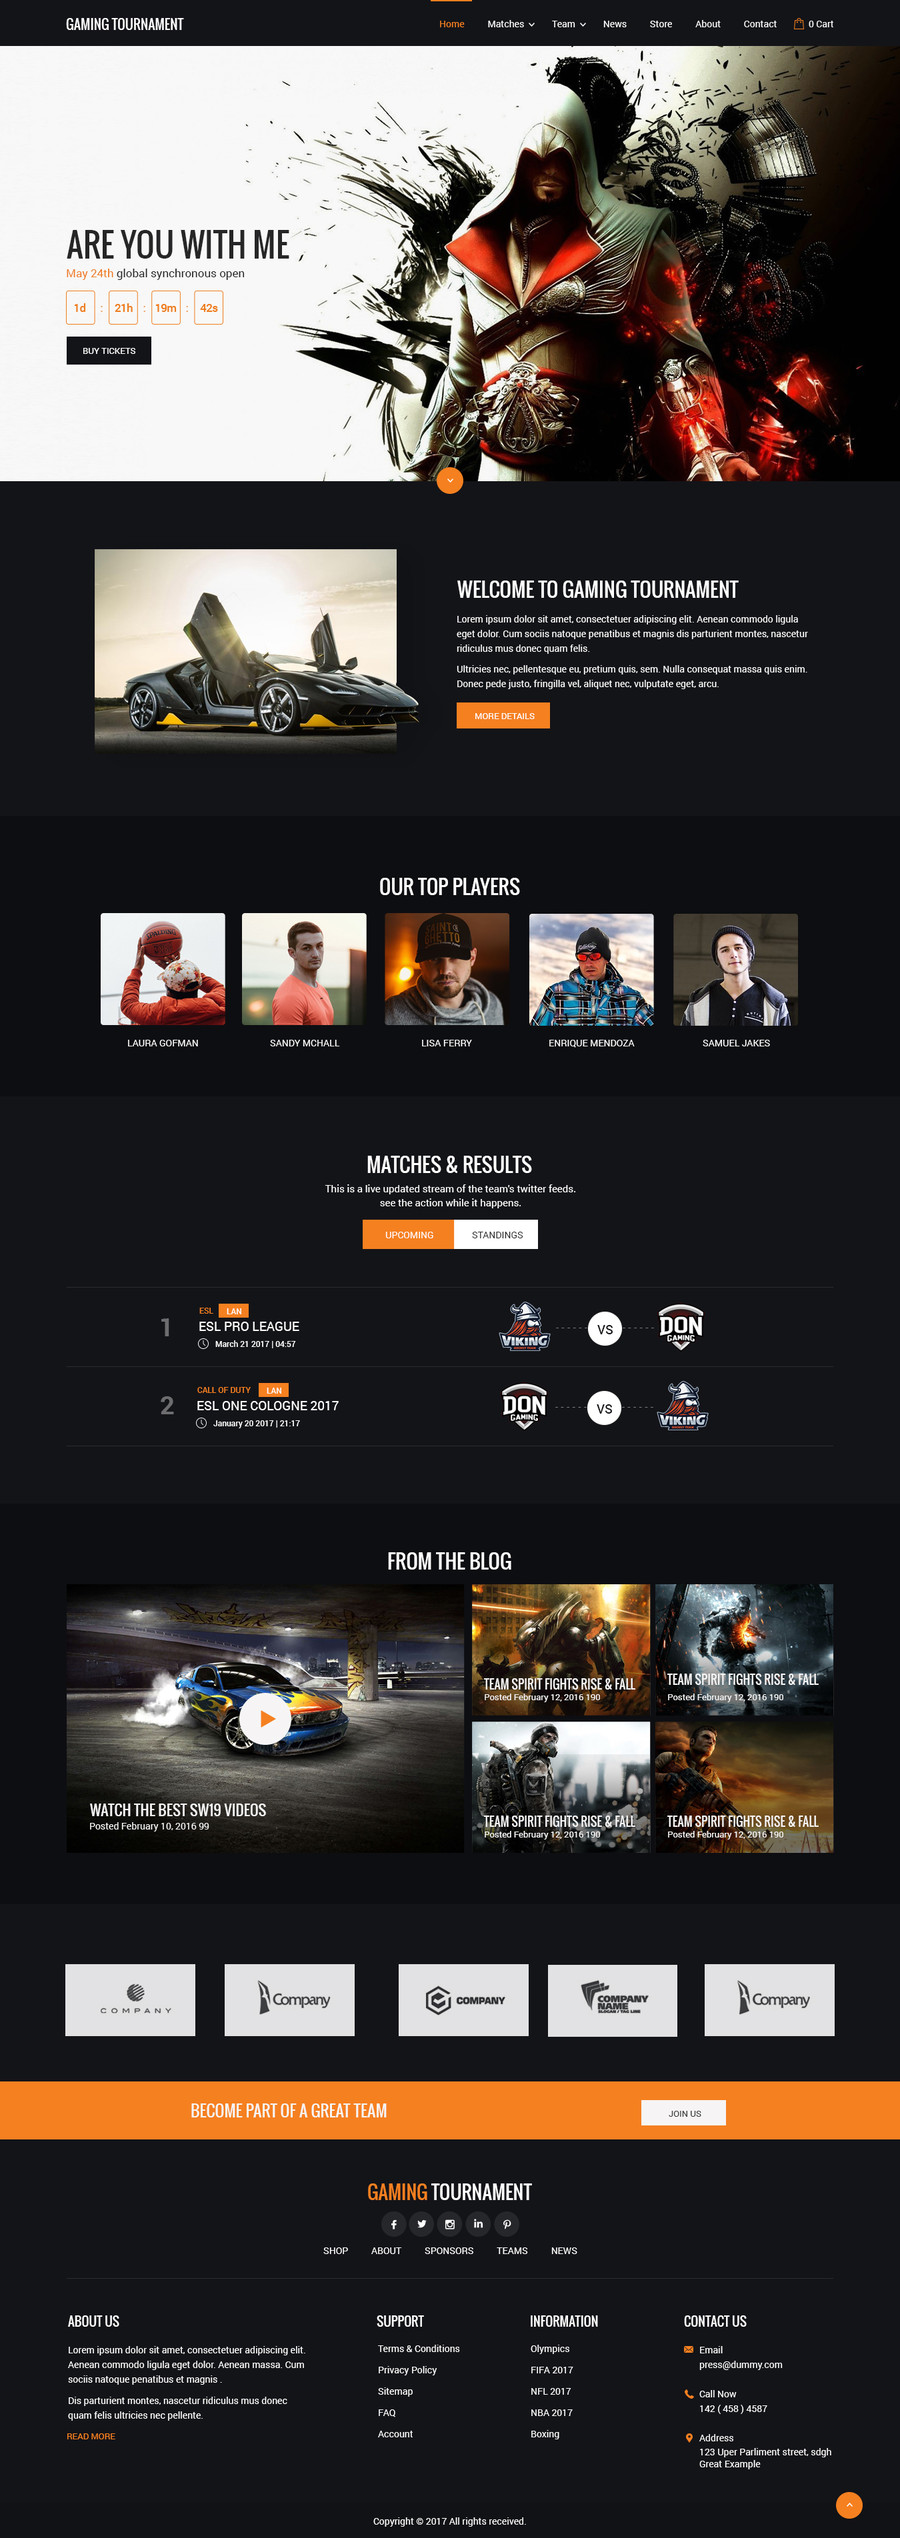 GAMING TOURNAMENT
Home Matches Team News Store About Contact 0 Cart
ARE YOU WITH ME
May 24th global synchronous open
1d : 21h : 19m : 42s
BUY TICKETS
WELCOME TO GAMING TOURNAMENT
Lorem ipsum dolor sit amet, consectetuer adipiscing elit. Aenean commodo ligula
eget dolor. Cum sociis natoque penatibus et magnis dis parturient montes, nascetur
ridiculus mus donec quam felis.
Ultricies nec, pellentesque eu, pretium quis, sem. Nulla consequat massa quis enim.
Donec pede justo, fringilla vel, aliquet nec, vulputate eget, arcu.
MORE DETAILS
OUR TOP PLAYERS
SPALDING
SAINT
GHETTO
LAURA GOFMAN
SANDY MCHALL
LISA FERRY
ENRIQUE MENDOZA
SAMUEL JAKES
MATCHES & RESULTS
This is a live updated stream of the team's twitter feeds.
see the action while it happens.
UPCOMING STANDINGS
1
ESL LAN
ESL PRO LEAGUE
March 21 2017 | 04:57
VIKING
VS
DON
GAMING
2
CALL OF DUTY LAN
ESL ONE COLOGNE 2017
January 20 2017 | 21:17
DON
GAMING
VS
VIKING
FROM THE BLOG
WATCH THE BEST SW19 VIDEOS
Posted February 10, 2016 99
TEAM SPIRIT FIGHTS RISE & FALL
Posted February 12, 2016 190
TEAM SPIRIT FIGHTS RISE & FALL
Posted February 12, 2016 190
TEAM SPIRIT FIGHTS RISE & FALL
Posted February 12, 2016 190
TEAM SPIRIT FIGHTS RISE & FALL
Posted February 12, 2016 190
COMPANY
Company
COMPANY
COMPANY
NAME
SLOGAN / TAG LINE
Company
BECOME PART OF A GREAT TEAM
JOIN US
GAMING TOURNAMENT
SHOP ABOUT SPONSORS TEAMS NEWS
ABOUT US
Lorem ipsum dolor sit amet, consectetuer adipiscing elit.
Aenean commodo ligula eget dolor. Aenean massa. Cum
sociis natoque penatibus et magnis .
Dis parturient montes, nascetur ridiculus mus donec
quam felis ultricies nec pellente.
READ MORE
SUPPORT
Terms & Conditions
Privacy Policy
Sitemap
FAQ
Account
INFORMATION
Olympics
FIFA 2017
NFL 2017
NBA 2017
Boxing
CONTACT US
Email
press@dummy.com
Call Now
142 ( 458 ) 4587
Address
123 Uper Parliment street, sdgh
Great Example
Copyright © 2017 All rights received.